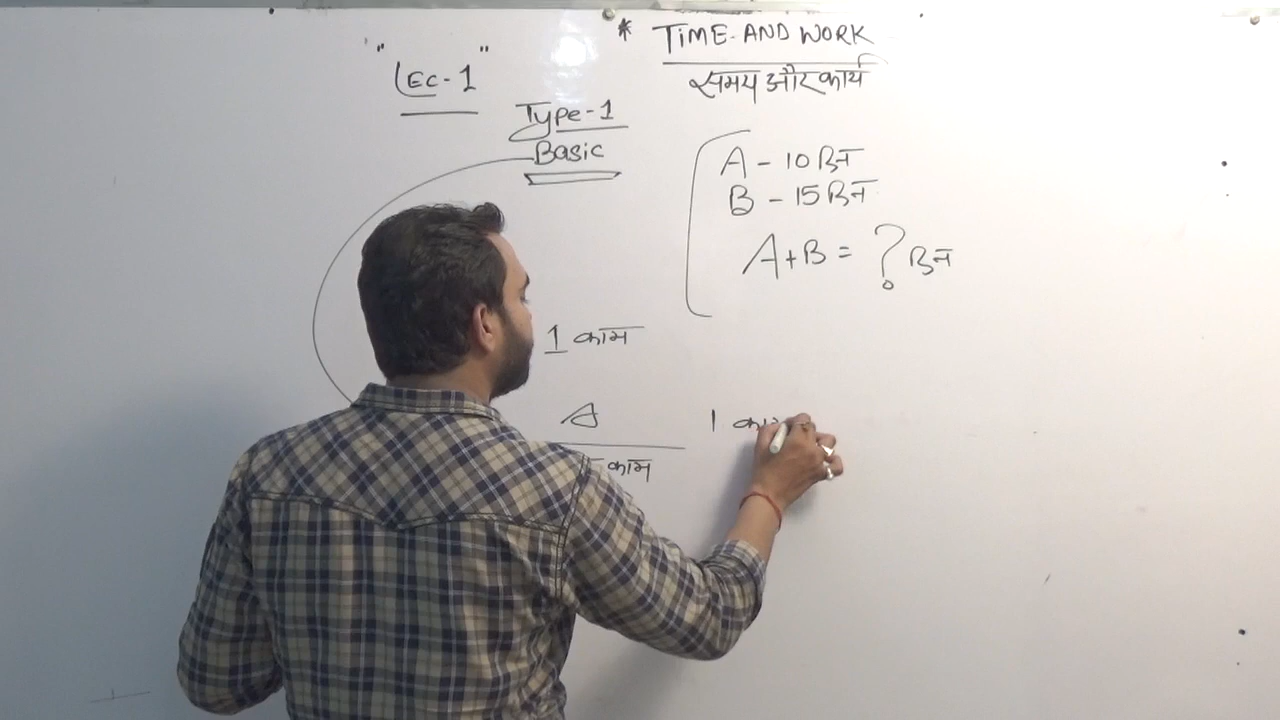 * TIME AND WORK
समय और कार्य
"LEC-1"
Type-1
Basic
A - 10 दिन
B - 15 दिन
A+B = ? दिन
1 काम
A
काम
1 काम